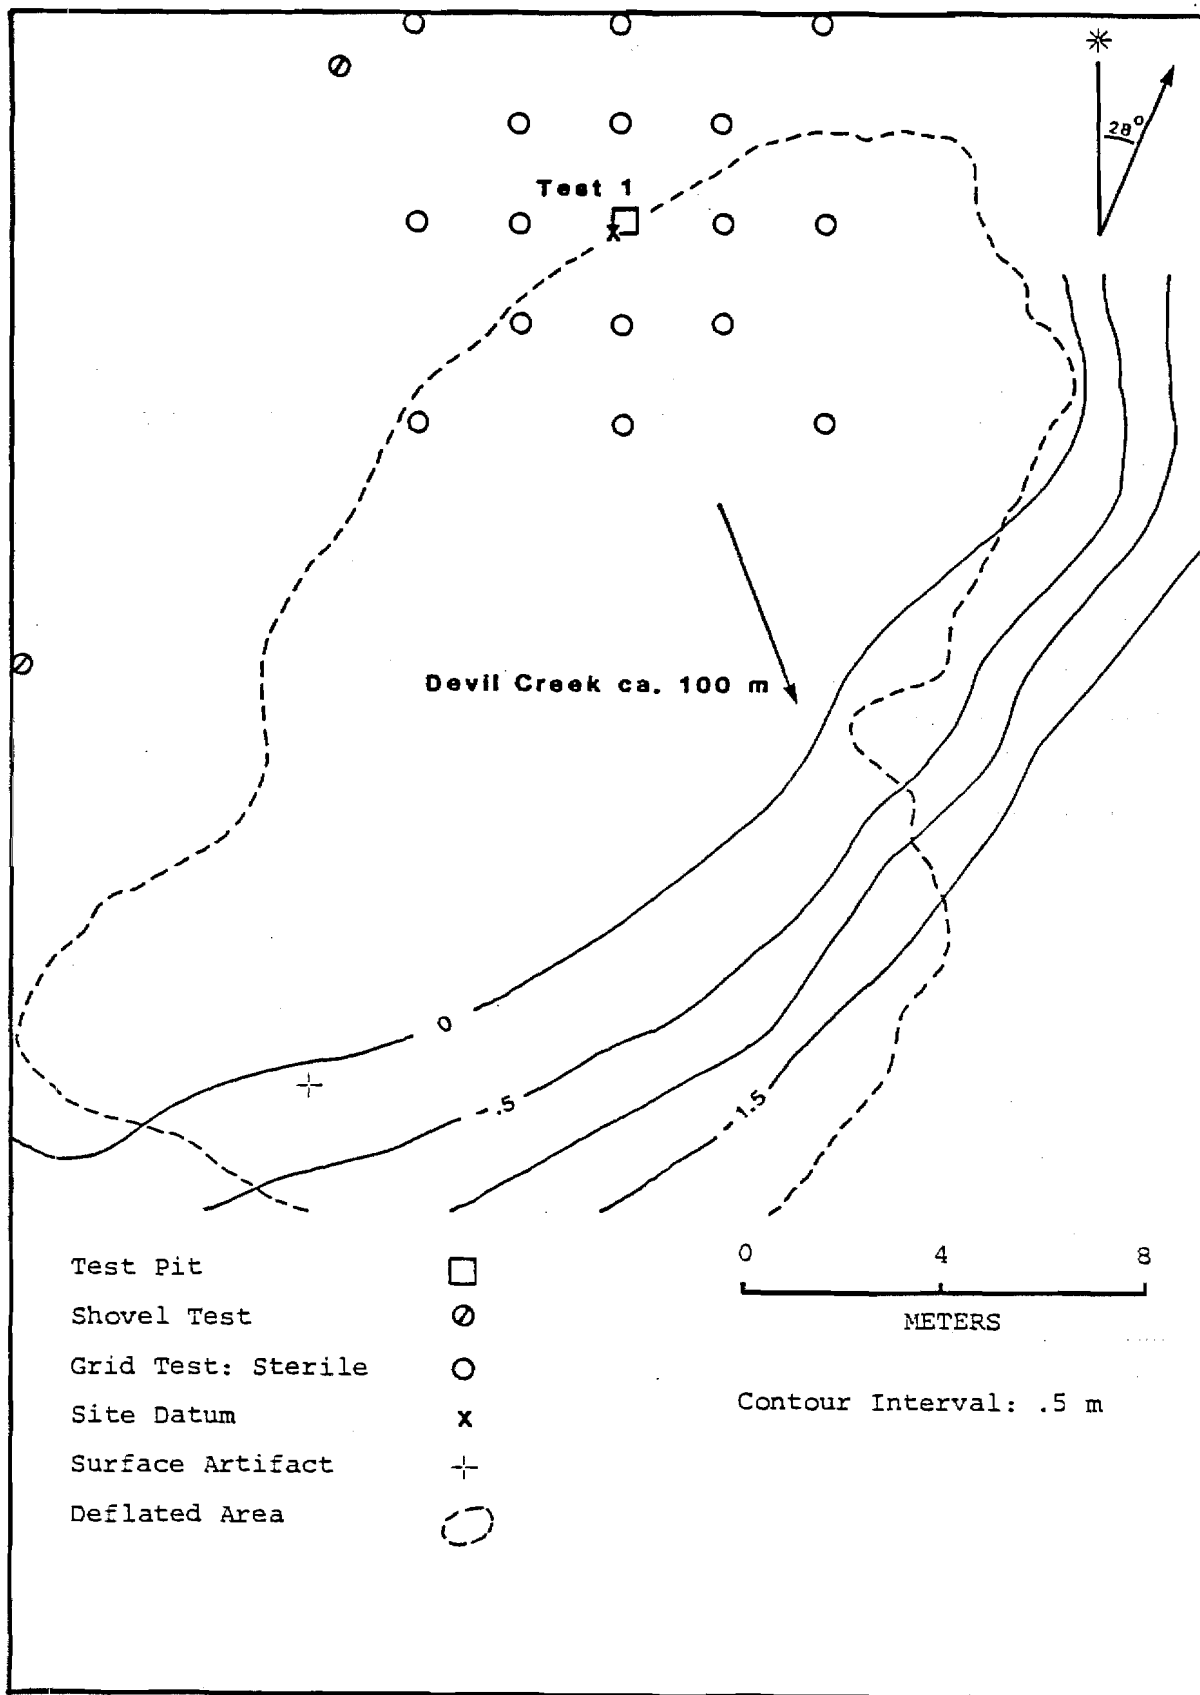 28°
Test 1
x
Devil Creek ca. 100 m
0
.5
1.5
0 4 8
METERS
Contour Interval: .5 m
Test Pit
Shovel Test
Grid Test: Sterile
Site Datum x
Surface Artifact
Deflated Area